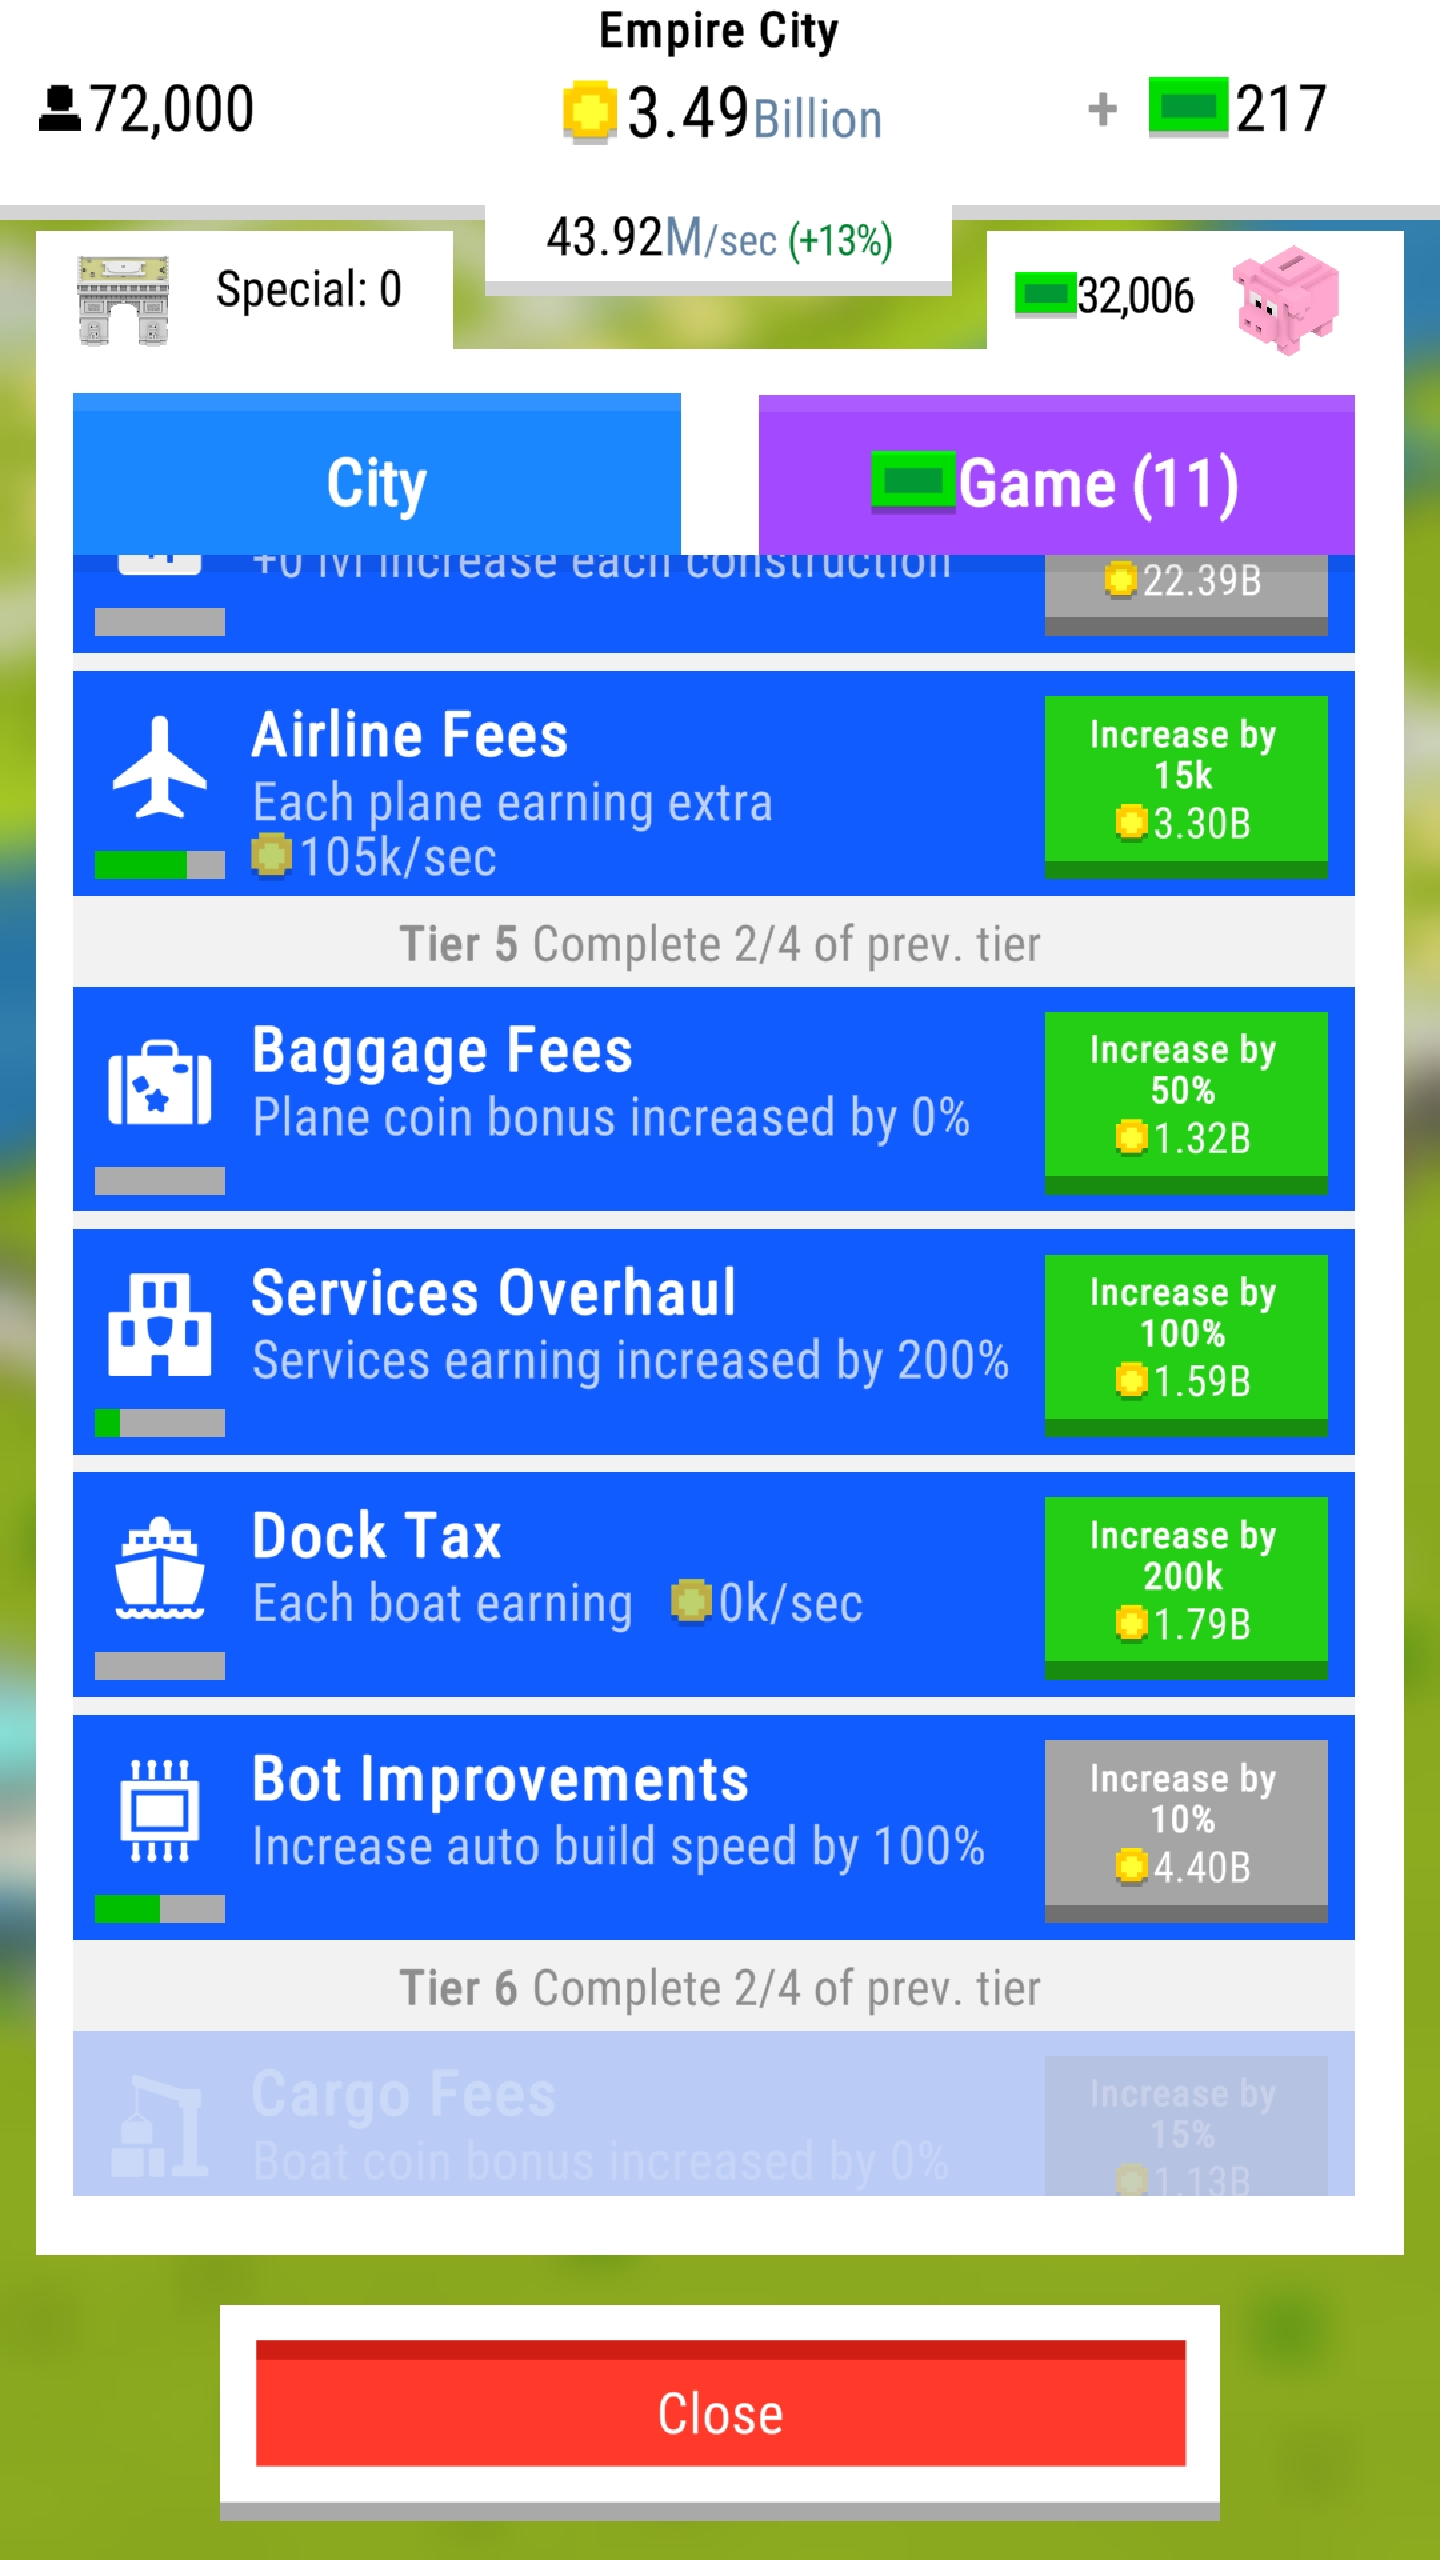 Empire City
72,000
3.49Billion
+ 217
43.92M/sec (+13%)
Special: 0
32,006
City
Game (11)
+0 lvl increase each construction
22.39B
Airline Fees
Each plane earning extra
105k/sec
Increase by
15k
3.30B
Tier 5 Complete 2/4 of prev. tier
Baggage Fees
Plane coin bonus increased by 0%
Increase by
50%
1.32B
Services Overhaul
Services earning increased by 200%
Increase by
100%
1.59B
Dock Tax
Each boat earning 0k/sec
Increase by
200k
1.79B
Bot Improvements
Increase auto build speed by 100%
Increase by
10%
4.40B
Tier 6 Complete 2/4 of prev. tier
Cargo Fees
Boat coin bonus increased by 0%
Increase by
15%
1.13B
Close